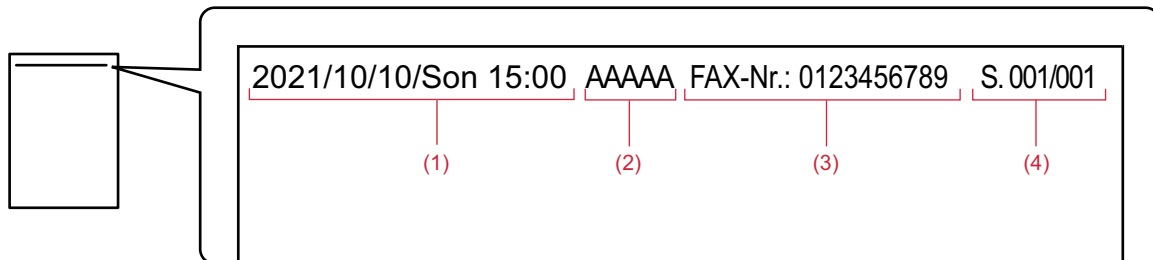 2021/10/10/Son 15:00 AAAAA FAX-Nr.: 0123456789 S. 001/001
(1) (2) (3) (4)